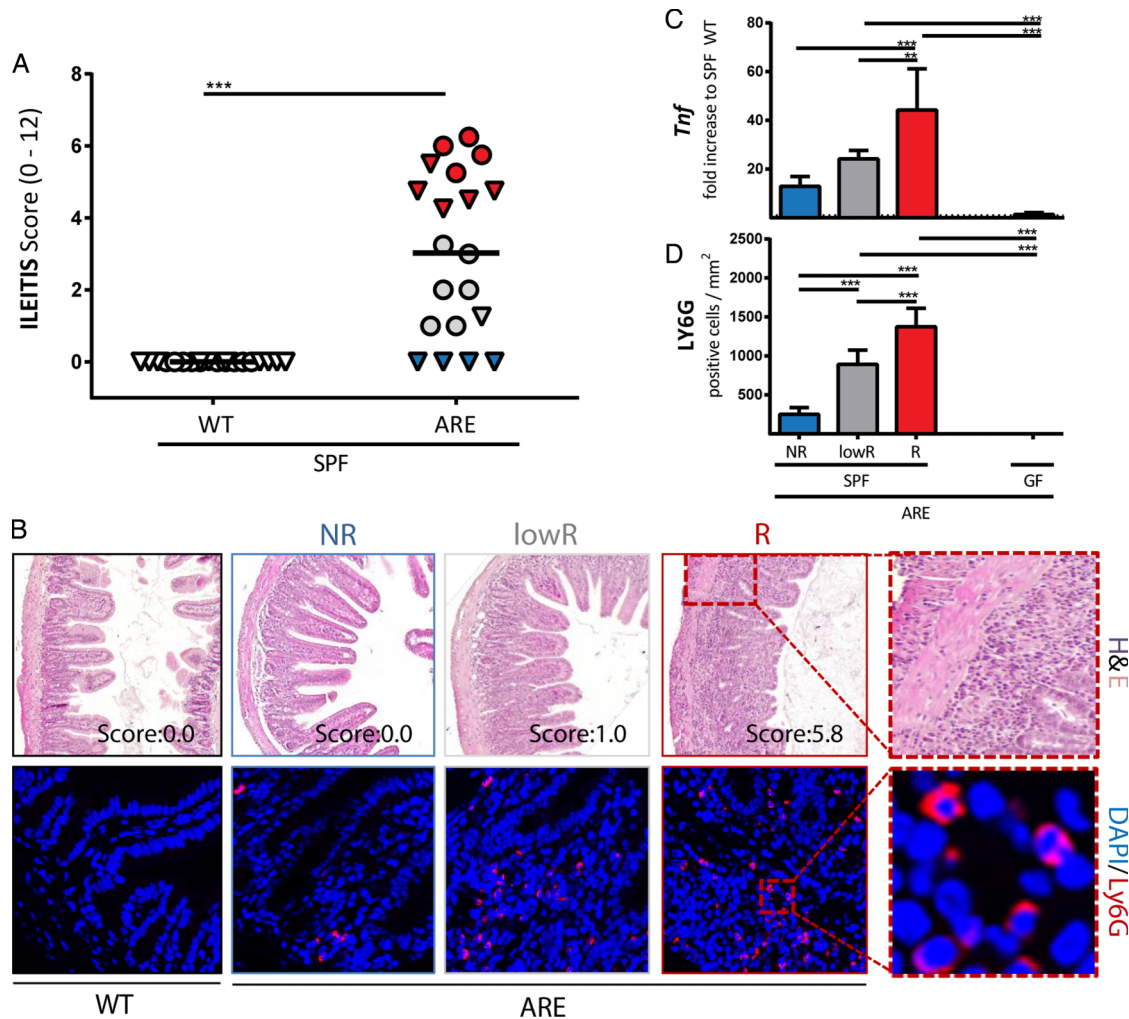 A
ILEITIS Score (0 - 12)
8
6
4
2
0
***
WT
ARE
SPF
C
Tnf
fold increase to SPF WT
80
60
40
20
***
***
***
**
D
LY6G
positive cells / mm2
2500
2000
1500
1000
500
***
***
***
***
***
NR
lowR
R
SPF
GF
ARE
B
NR
lowR
R
Score:0.0
Score:0.0
Score:1.0
Score:5.8
H&E
DAPI/Ly6G
WT
ARE